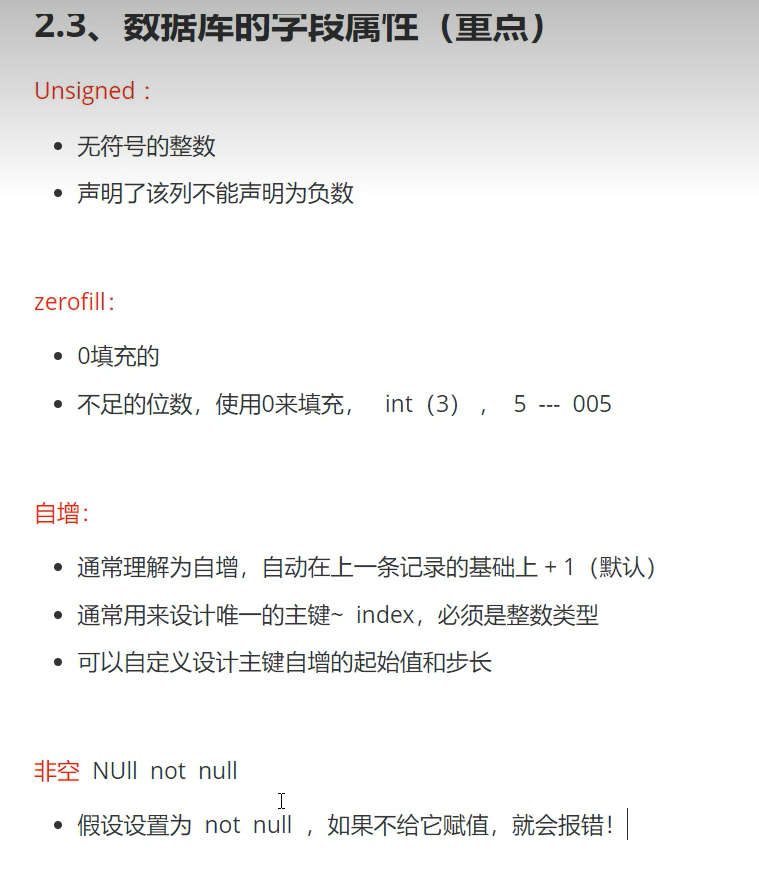 2.3、数据库的字段属性（重点）
Unsigned：
无符号的整数
声明了该列不能声明为负数
zerofill：
0填充的
不足的位数，使用0来填充， int（3） ， 5 --- 005
自增：
通常理解为自增，自动在上一条记录的基础上 + 1（默认）
通常用来设计唯一的主键~ index，必须是整数类型
可以自定义设计主键自增的起始值和步长
非空 NUll not null
假设设置为 not null ，如果不给它赋值，就会报错！